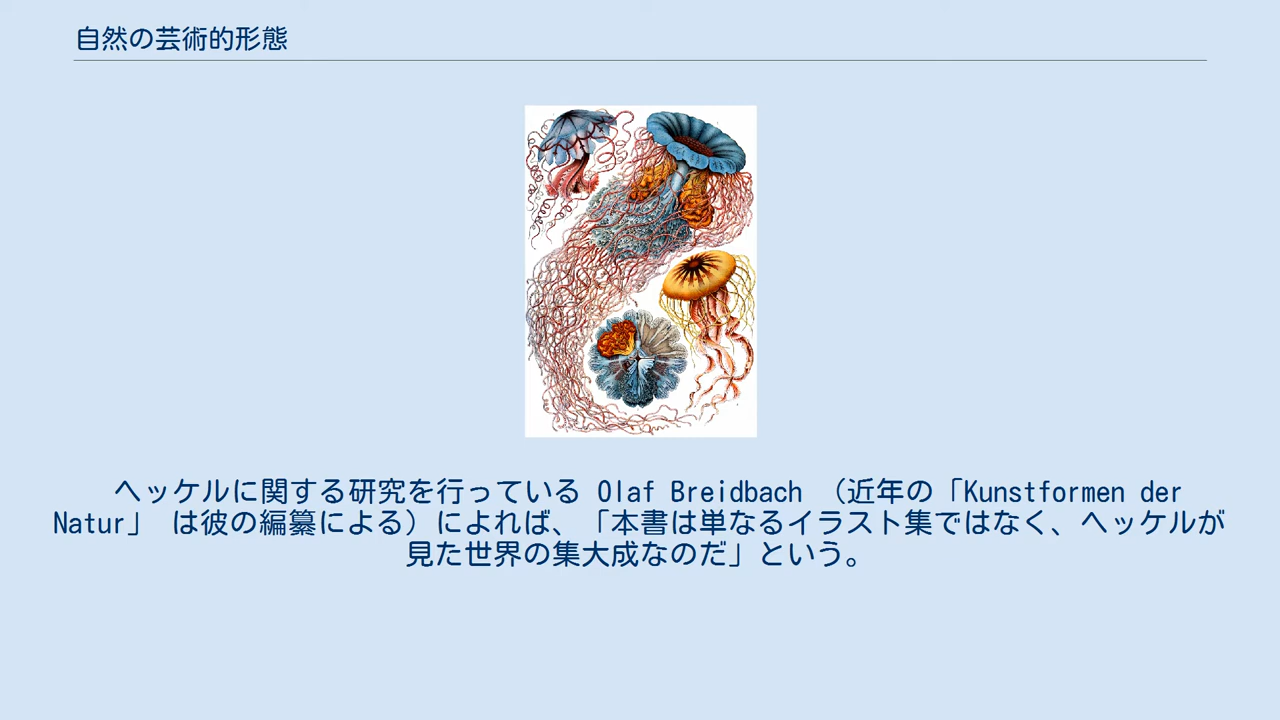 自然の芸術的形態
ヘッケルに関する研究を行っている Olaf Breidbach （近年の「Kunstformen der
Natur」 は彼の編纂による）によれば、「本書は単なるイラスト集ではなく、ヘッケルが
見た世界の集大成なのだ」という。